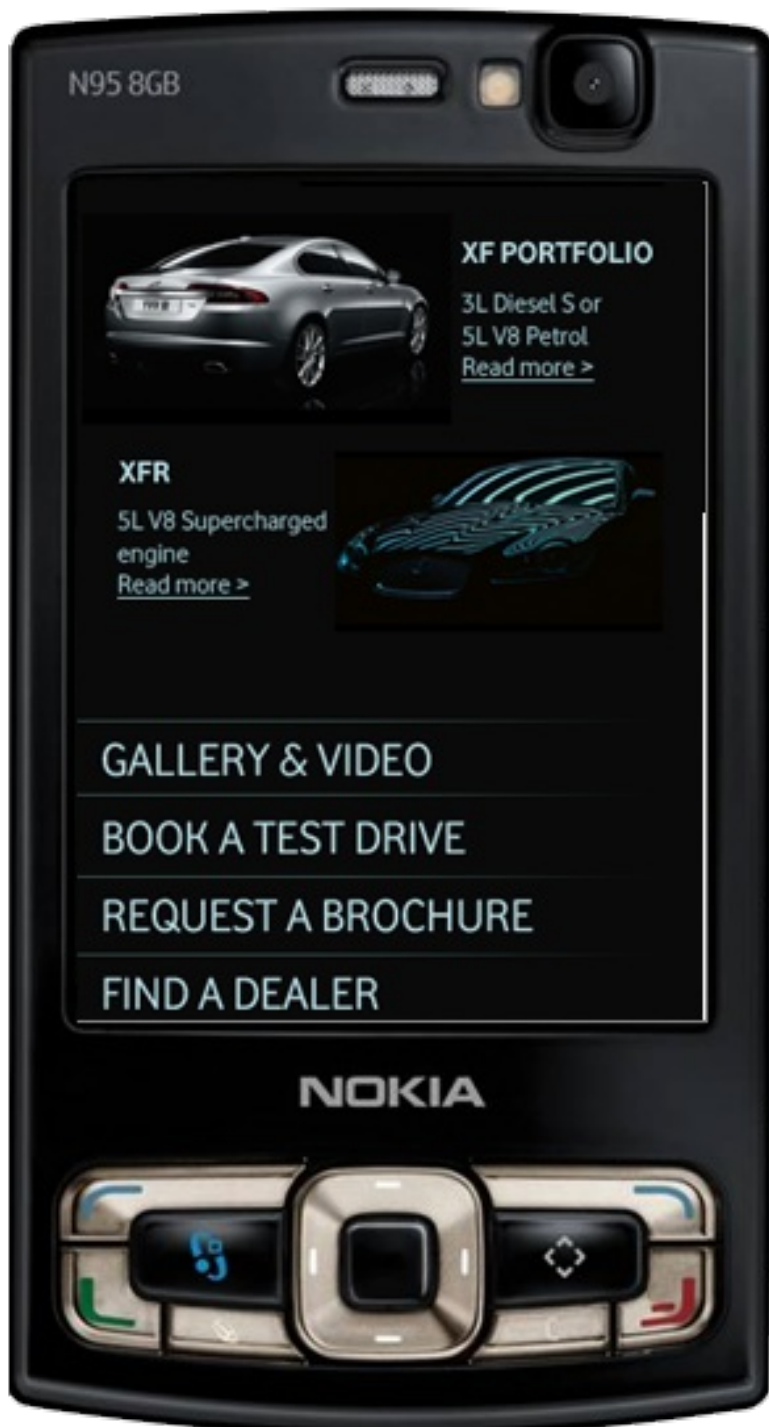 N95 8GB
XF PORTFOLIO
3L Diesel S or
5L V8 Petrol
Read more >
XFR
5L V8 Supercharged
engine
Read more >
GALLERY & VIDEO
BOOK A TEST DRIVE
REQUEST A BROCHURE
FIND A DEALER
NOKIA